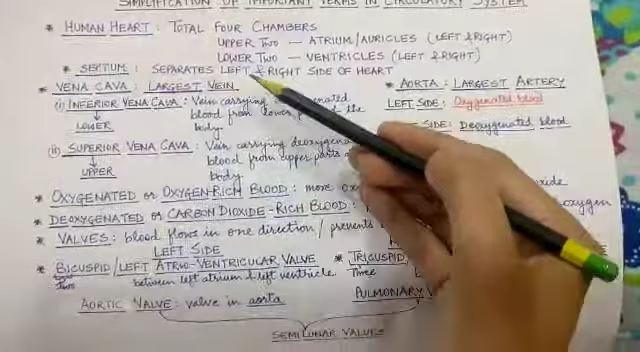 SIMPLIFICATION OF IMPORTANT TERMS IN CIRCULATORY SYSTEM
* HUMAN HEART: TOTAL FOUR CHAMBERS
UPPER TWO — ATRIUM/AURICLES (LEFT & RIGHT)
LOWER TWO — VENTRICLES (LEFT & RIGHT)
* SEPTUM: SEPARATES LEFT & RIGHT SIDE OF HEART
* VENA CAVA: LARGEST VEIN
(i) INFERIOR VENA CAVA: Vein carrying
blood from lower the
↓
LOWER
body.
(ii) SUPERIOR VENA CAVA: Vein carrying
blood from upper parts
↓
UPPER
body
* AORTA: LARGEST ARTERY
LEFT SIDE: Oxygenated blood
SIDE: Deoxygenated blood
* OXYGENATED or OXYGEN-RICH BLOOD: more
* DEOXYGENATED or CARBON DIOXIDE-RICH BLOOD:
* VALVES: blood flows in one direction/prevents
LEFT SIDE
* BICUSPID/LEFT ATRIO-VENTRICULAR VALVE
Two
between left atrium & left ventricle
* TRICUSPID
Three
AORTIC VALVE: valve in aorta
PULMONARY
SEMILUNAR VALVES